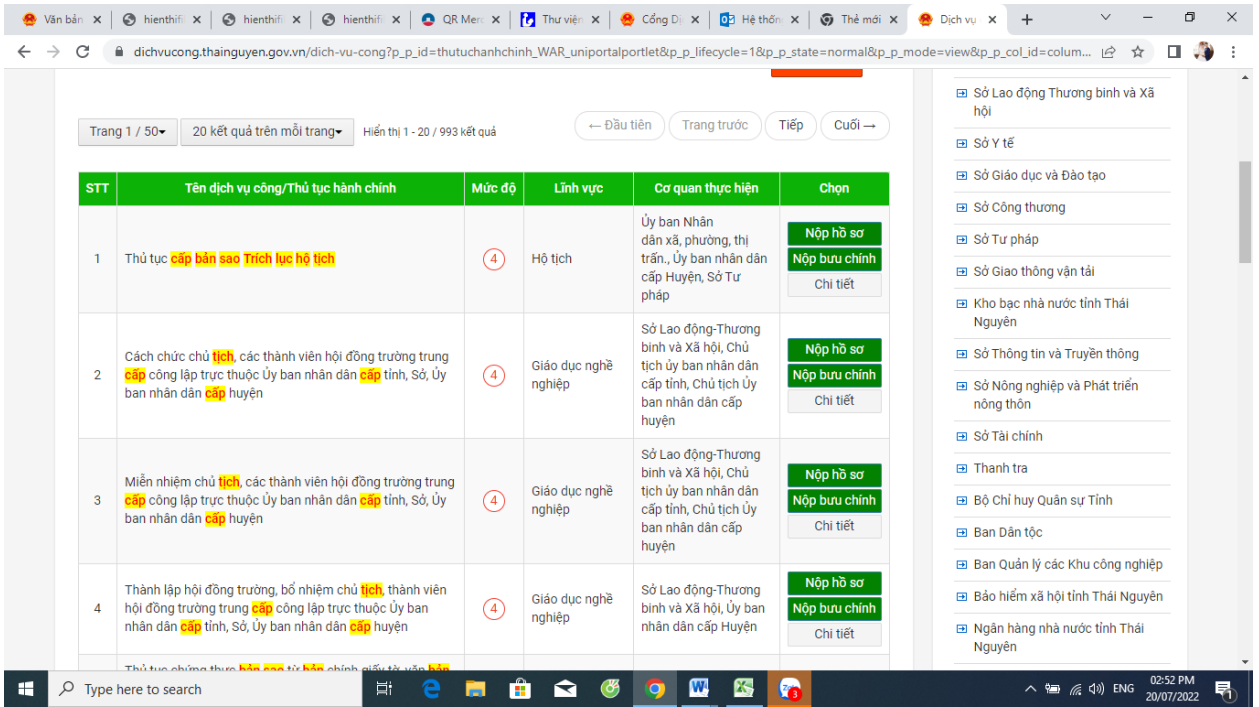 Văn bản
hienthifi
hienthifi
hienthifi
QR Merc
Thư viện
Cổng Dị
Hệ thốn
Thẻ mới
Dịch vụ
dichvucong.thainguyen.gov.vn/dich-vu-cong?p_p_id=thutuchanhchinh_WAR_uniportalportlet&p_p_lifecycle=1&p_p_state=normal&p_p_mode=view&p_p_col_id=colum...
Trang 1 / 50
20 kết quả trên mỗi trang
Hiển thị 1 - 20 / 993 kết quả
← Đầu tiên
Trang trước
Tiếp
Cuối →
STT
Tên dịch vụ công/Thủ tục hành chính
Mức độ
Lĩnh vực
Cơ quan thực hiện
Chọn
1
Thủ tục cấp bản sao Trích lục hộ tịch
4
Hộ tịch
Ủy ban Nhân
dân xã, phường, thị
trấn., Ủy ban nhân dân
cấp Huyện, Sở Tư
pháp
Nộp hồ sơ
Nộp bưu chính
Chi tiết
2
Cách chức chủ tịch, các thành viên hội đồng trường trung
cấp công lập trực thuộc Ủy ban nhân dân cấp tỉnh, Sở, Ủy
ban nhân dân cấp huyện
4
Giáo dục nghề
nghiệp
Sở Lao động-Thương
binh và Xã hội, Chủ
tịch ủy ban nhân dân
cấp tỉnh, Chủ tịch Ủy
ban nhân dân cấp
huyện
Nộp hồ sơ
Nộp bưu chính
Chi tiết
3
Miễn nhiệm chủ tịch, các thành viên hội đồng trường trung
cấp công lập trực thuộc Ủy ban nhân dân cấp tỉnh, Sở, Ủy
ban nhân dân cấp huyện
4
Giáo dục nghề
nghiệp
Sở Lao động-Thương
binh và Xã hội, Chủ
tịch ủy ban nhân dân
cấp tỉnh, Chủ tịch Ủy
ban nhân dân cấp
huyện
Nộp hồ sơ
Nộp bưu chính
Chi tiết
4
Thành lập hội đồng trường, bổ nhiệm chủ tịch, thành viên
hội đồng trường trung cấp công lập trực thuộc Ủy ban
nhân dân cấp tỉnh, Sở, Ủy ban nhân dân cấp huyện
4
Giáo dục nghề
nghiệp
Sở Lao động-Thương
binh và Xã hội, Ủy ban
nhân dân cấp Huyện
Nộp hồ sơ
Nộp bưu chính
Chi tiết
Thủ tục chứng thực bản sao từ bản chính giấy tờ, văn bản
Sở Lao động Thương binh và Xã
hội
Sở Y tế
Sở Giáo dục và Đào tạo
Sở Công thương
Sở Tư pháp
Sở Giao thông vận tải
Kho bạc nhà nước tỉnh Thái
Nguyên
Sở Thông tin và Truyền thông
Sở Nông nghiệp và Phát triển
nông thôn
Sở Tài chính
Thanh tra
Bộ Chỉ huy Quân sự Tỉnh
Ban Dân tộc
Ban Quản lý các Khu công nghiệp
Bảo hiểm xã hội tỉnh Thái Nguyên
Ngân hàng nhà nước tỉnh Thái
Nguyên
Type here to search
ENG
02:52 PM
20/07/2022